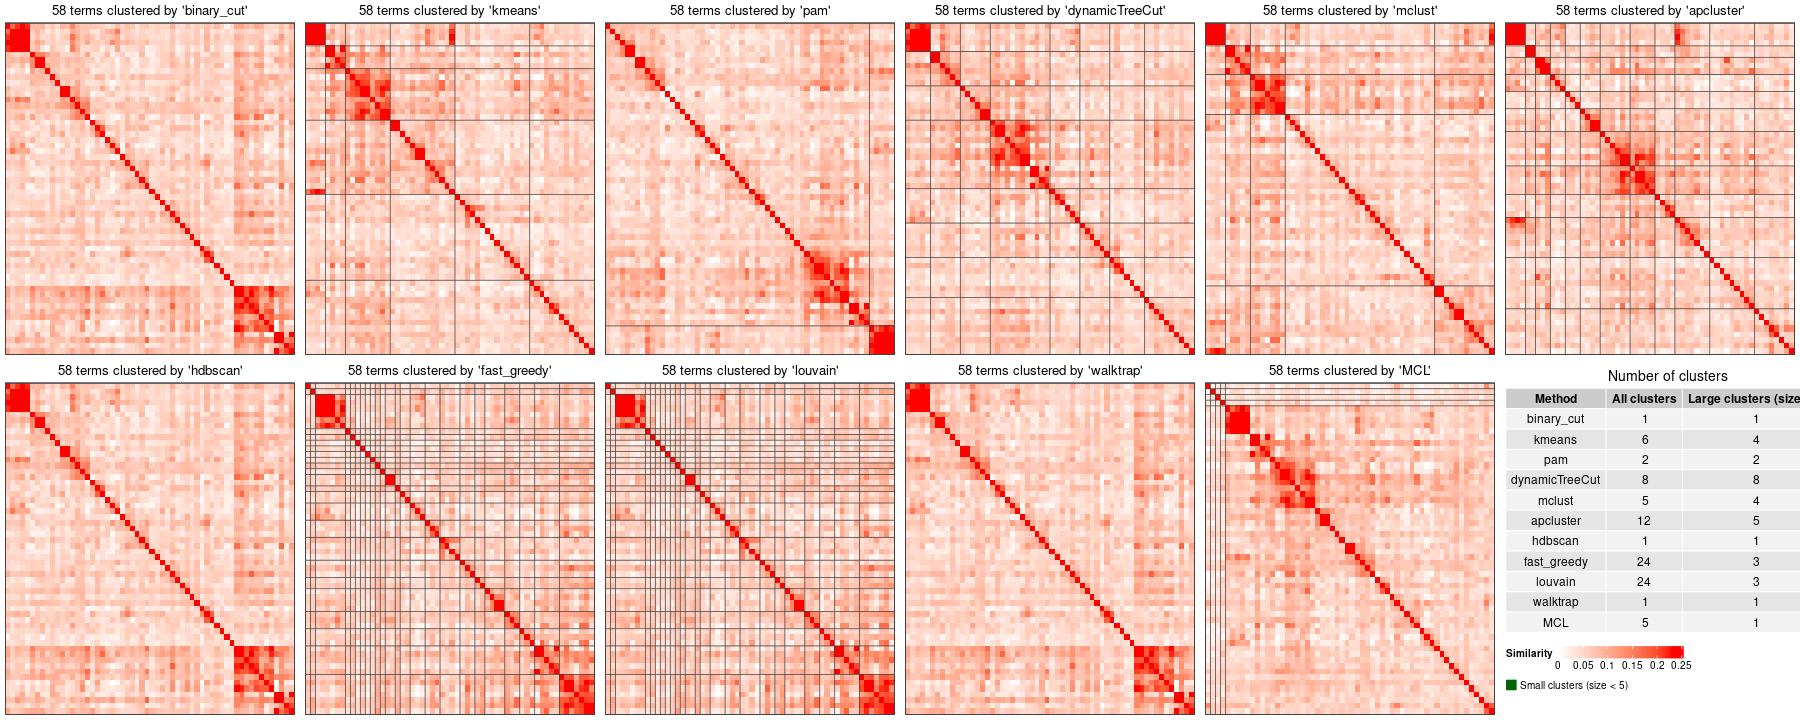 58 terms clustered by 'binary_cut'
58 terms clustered by 'kmeans'
58 terms clustered by 'pam'
58 terms clustered by 'dynamicTreeCut'
58 terms clustered by 'mclust'
58 terms clustered by 'apcluster'
58 terms clustered by 'hdbscan'
58 terms clustered by 'fast_greedy'
58 terms clustered by 'louvain'
58 terms clustered by 'walktrap'
58 terms clustered by 'MCL'
Number of clusters
Method All clusters Large clusters (size
binary_cut 1 1
kmeans 6 4
pam 2 2
dynamicTreeCut 8 8
mclust 5 4
apcluster 12 5
hdbscan 1 1
fast_greedy 24 3
louvain 24 3
walktrap 1 1
MCL 5 1
Similarity
0 0.05 0.1 0.15 0.2 0.25
Small clusters (size < 5)